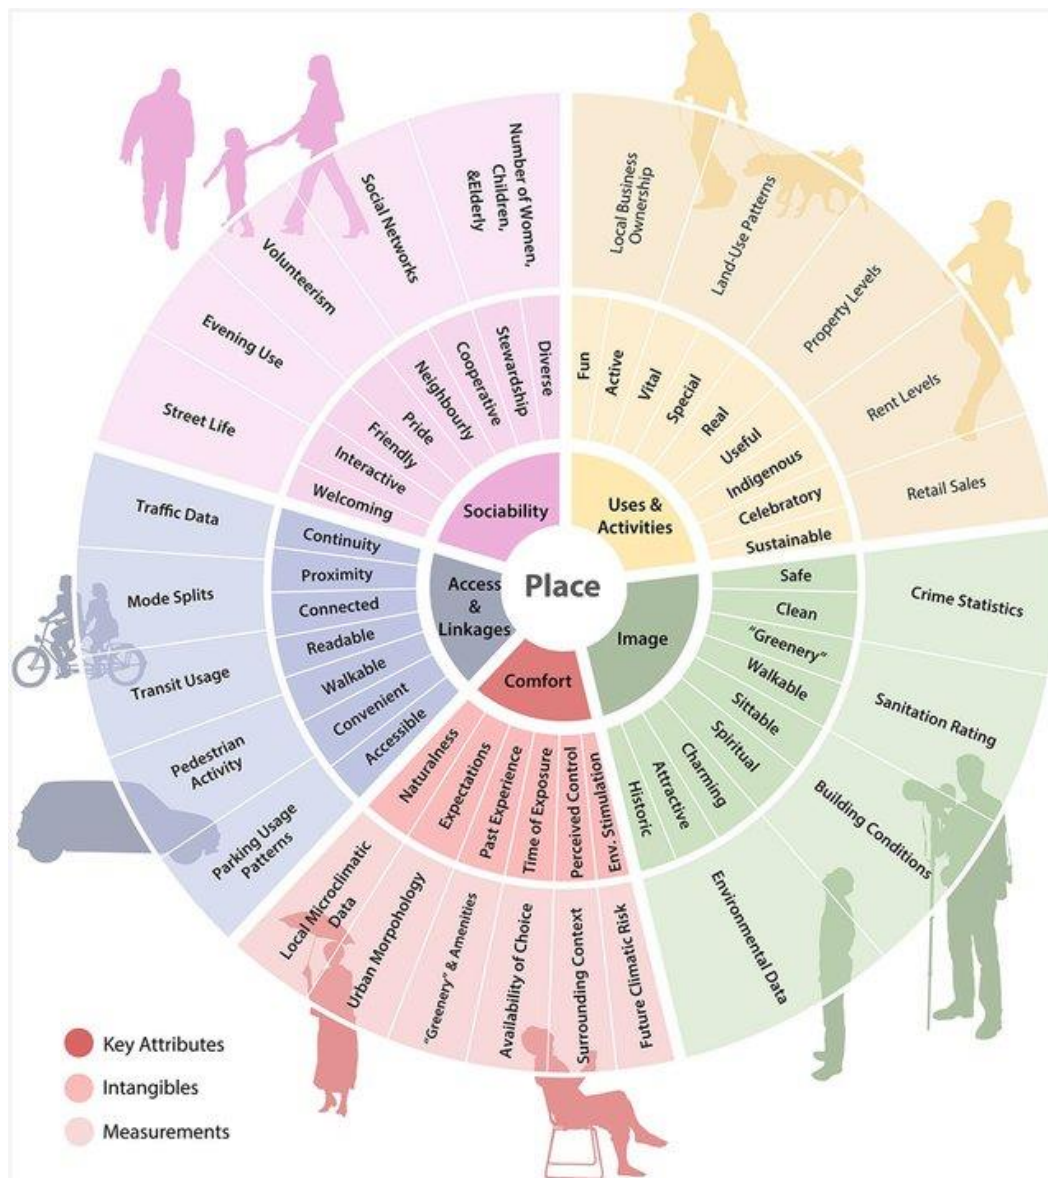 Number of Women,
Children,
&Elderly
Social Networks
Volunteerism
Evening Use
Street Life
Diverse
Stewardship
Cooperative
Neighbourly
Pride
Friendly
Interactive
Welcoming
Sociability
Local Business
Ownership
Land-Use Patterns
Property Levels
Rent Levels
Retail Sales
Fun
Active
Vital
Special
Real
Useful
Indigenous
Celebratory
Sustainable
Uses &
Activities
Place
Traffic Data
Mode Splits
Transit Usage
Pedestrian
Activity
Parking Usage
Patterns
Continuity
Proximity
Connected
Readable
Walkable
Convenient
Accessible
Access
&
Linkages
Image
Safe
Clean
"Greenery"
Walkable
Sittable
Spiritual
Charming
Attractive
Historic
Crime Statistics
Sanitation Rating
Building Conditions
Environmental Data
Comfort
Naturalness
Expectations
Past Experience
Time of Exposure
Perceived Control
Env. Stimulation
Local Microclimatic
Data
Urban Morpohology
"Greenery" & Amenities
Availability of Choice
Surrounding Context
Future Climatic Risk
Key Attributes
Intangibles
Measurements